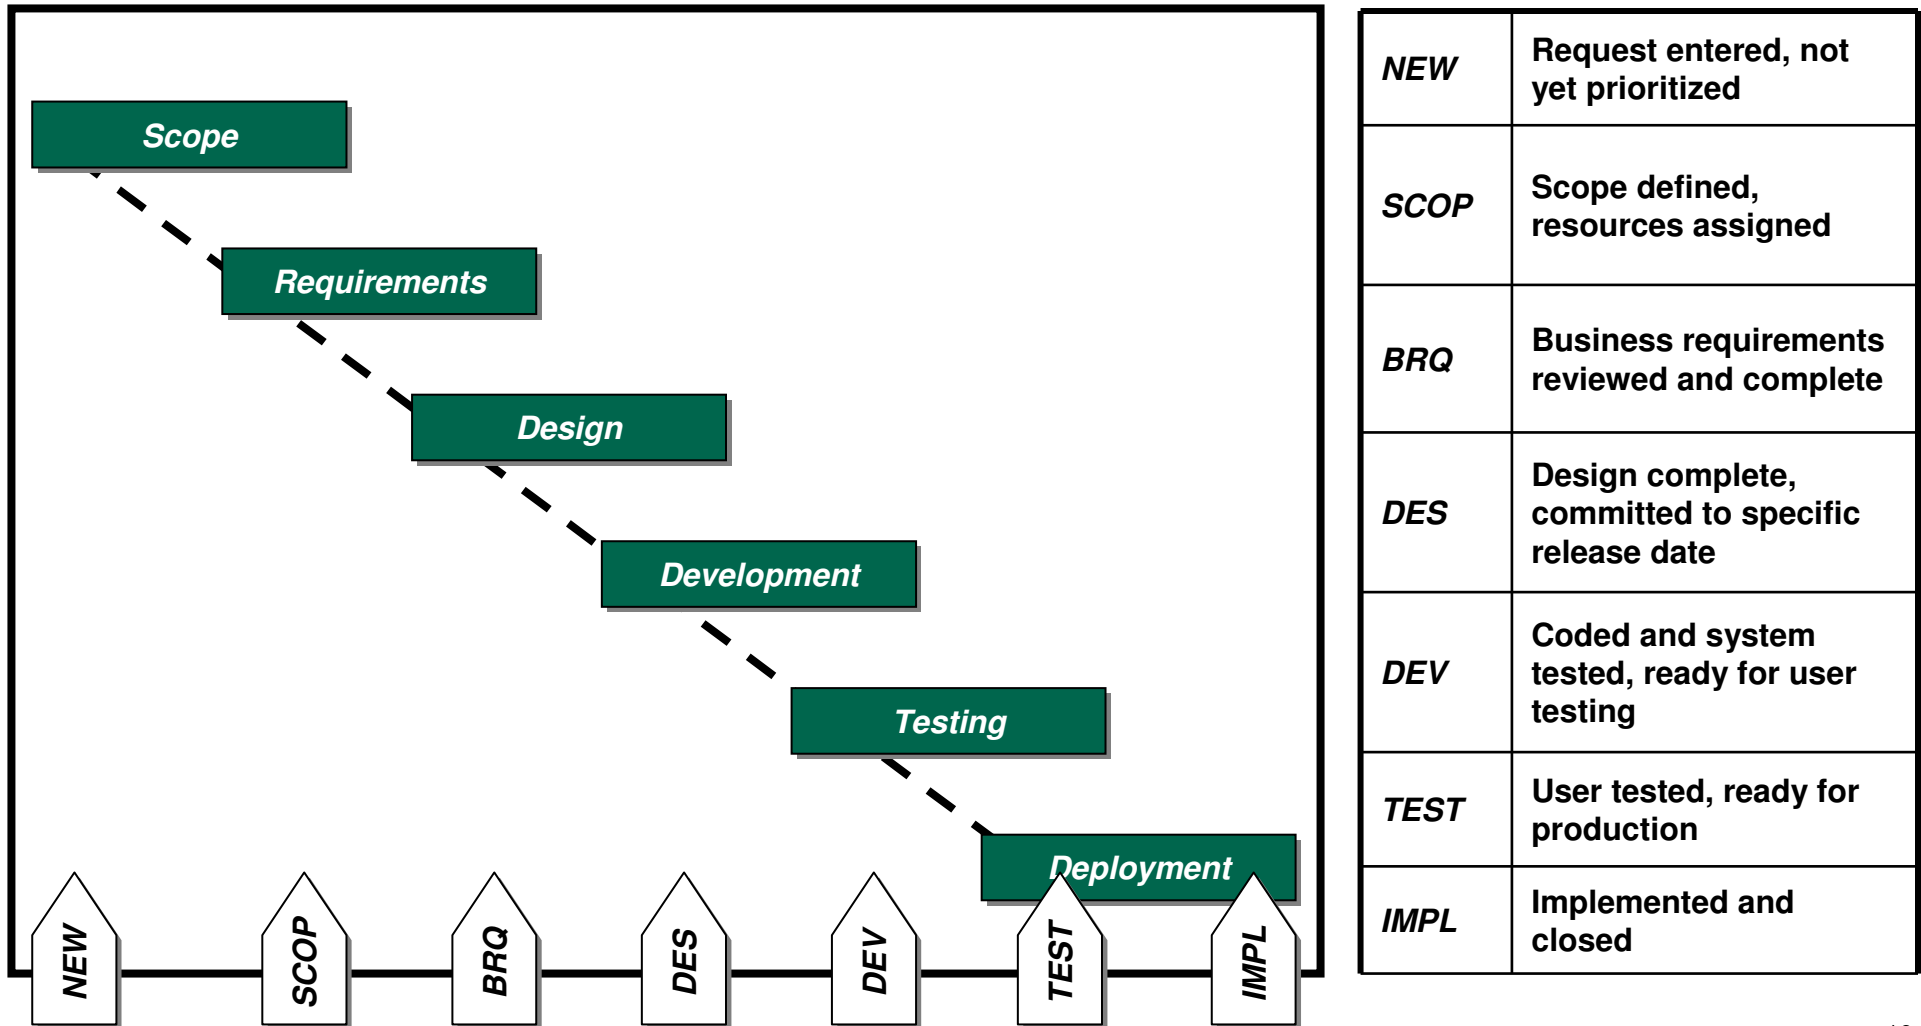 Scope
Requirements
Design
Development
Testing
Deployment
NEW
SCOP
BRQ
DES
DEV
TEST
IMPL
NEW
Request entered, not
yet prioritized
SCOP
Scope defined,
resources assigned
BRQ
Business requirements
reviewed and complete
DES
Design complete,
committed to specific
release date
DEV
Coded and system
tested, ready for user
testing
TEST
User tested, ready for
production
IMPL
Implemented and
closed